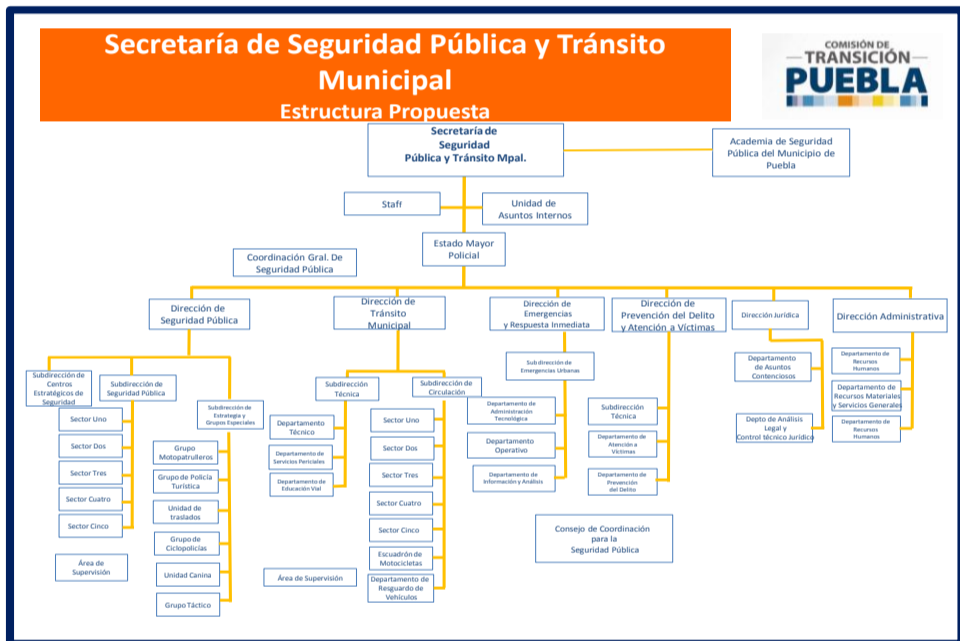 Secretaría de Seguridad Pública y Tránsito
Municipal
Estructura Propuesta
COMISIÓN DE
TRANSICIÓN
PUEBLA
Secretaría de
Seguridad
Pública y Tránsito Mpal.
Academia de Seguridad
Pública del Municipio de
Puebla
Staff
Unidad de
Asuntos Internos
Estado Mayor
Policial
Coordinación Gral. De
Seguridad Pública
Dirección de
Seguridad Pública
Dirección de
Tránsito
Municipal
Dirección de
Emergencias
y Respuesta Inmediata
Dirección de
Prevención del Delito
y Atención a Víctimas
Dirección Jurídica
Dirección Administrativa
Subdirección
de Centros
Estratégicos de
Seguridad
Subdirección de
Seguridad Pública
Sector Uno
Sector Dos
Sector Tres
Sector Cuatro
Sector Cinco
Área de
Supervisión
Subdirección de
Estrategia y
Grupos Especiales
Grupo
Motopatrulleros
Grupo de Policía
Turística
Unidad de
traslados
Grupo de
Ciclopolicías
Unidad Canina
Grupo Táctico
Subdirección
Técnica
Departamento
Técnico
Departamento de
Servicios Periciales
Departamento de
Educación Vial
Área de Supervisión
Subdirección de
Circulación
Sector Uno
Sector Dos
Sector Tres
Sector Cuatro
Sector Cinco
Escuadrón de
Motocicletas
Departamento de
Resguardo de
Vehículos
Subdirección de
Emergencias Urbanas
Departamento de
Administración
Tecnológica
Departamento
Operativo
Departamento de
Información y Análisis
Subdirección
Técnica
Departamento de
Atención a
Víctimas
Departamento de
Prevención
del Delito
Consejo de Coordinación
para la
Seguridad Pública
Departamento
de Asuntos
Contenciosos
Depto de Análisis
Legal y
Control técnico Jurídico
Departamento de
Recursos
Humanos
Departamento de
Recursos Materiales
y Servicios Generales
Departamento de
Recursos
Humanos